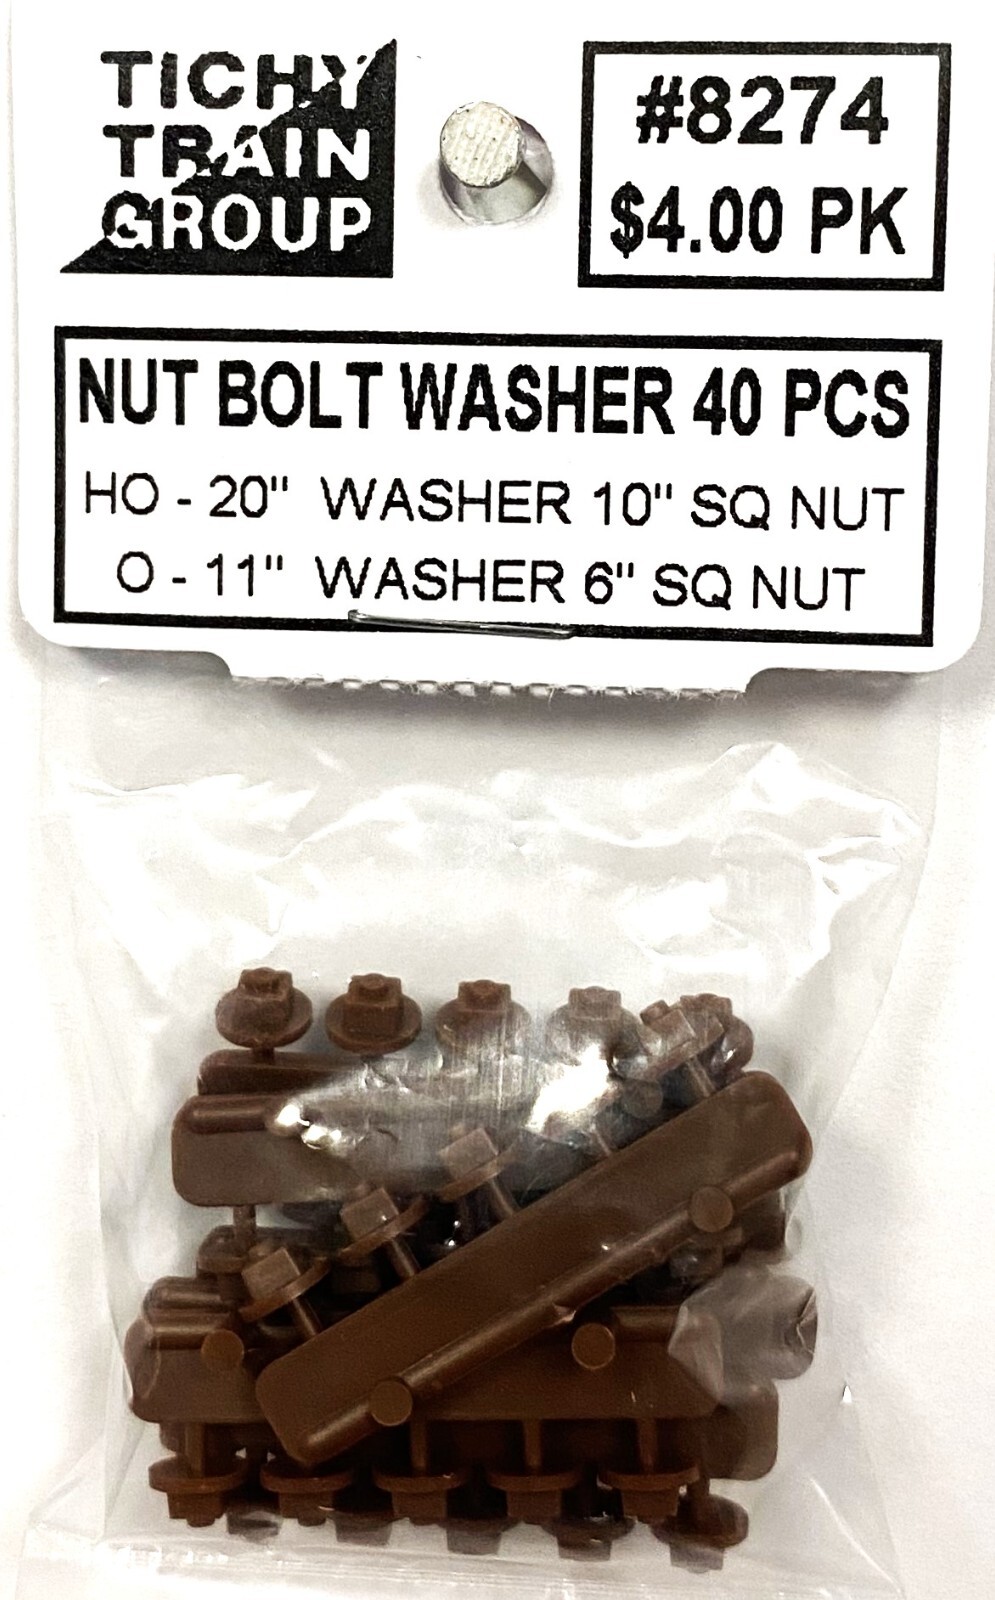 TICHY
TRAIN
GROUP
#8274
$4.00 PK
NUT BOLT WASHER 40 PCS
HO - 20" WASHER 10" SQ NUT
O - 11" WASHER 6" SQ NUT